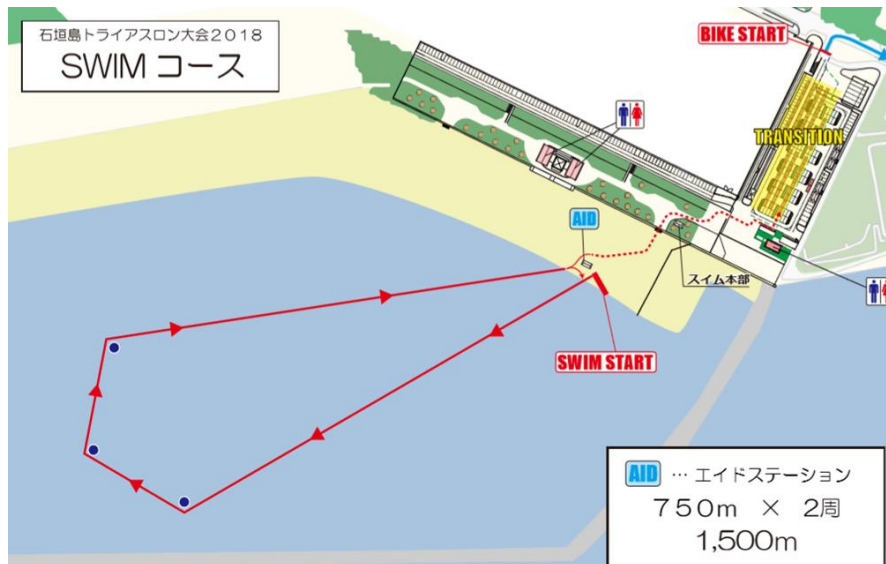 石垣島トライアスロン大会２０１８
SWIM コース
BIKE START
TRANSITION
AID
スイム本部
SWIM START
AID … エイドステーション
７５０ｍ × ２周
1,500m